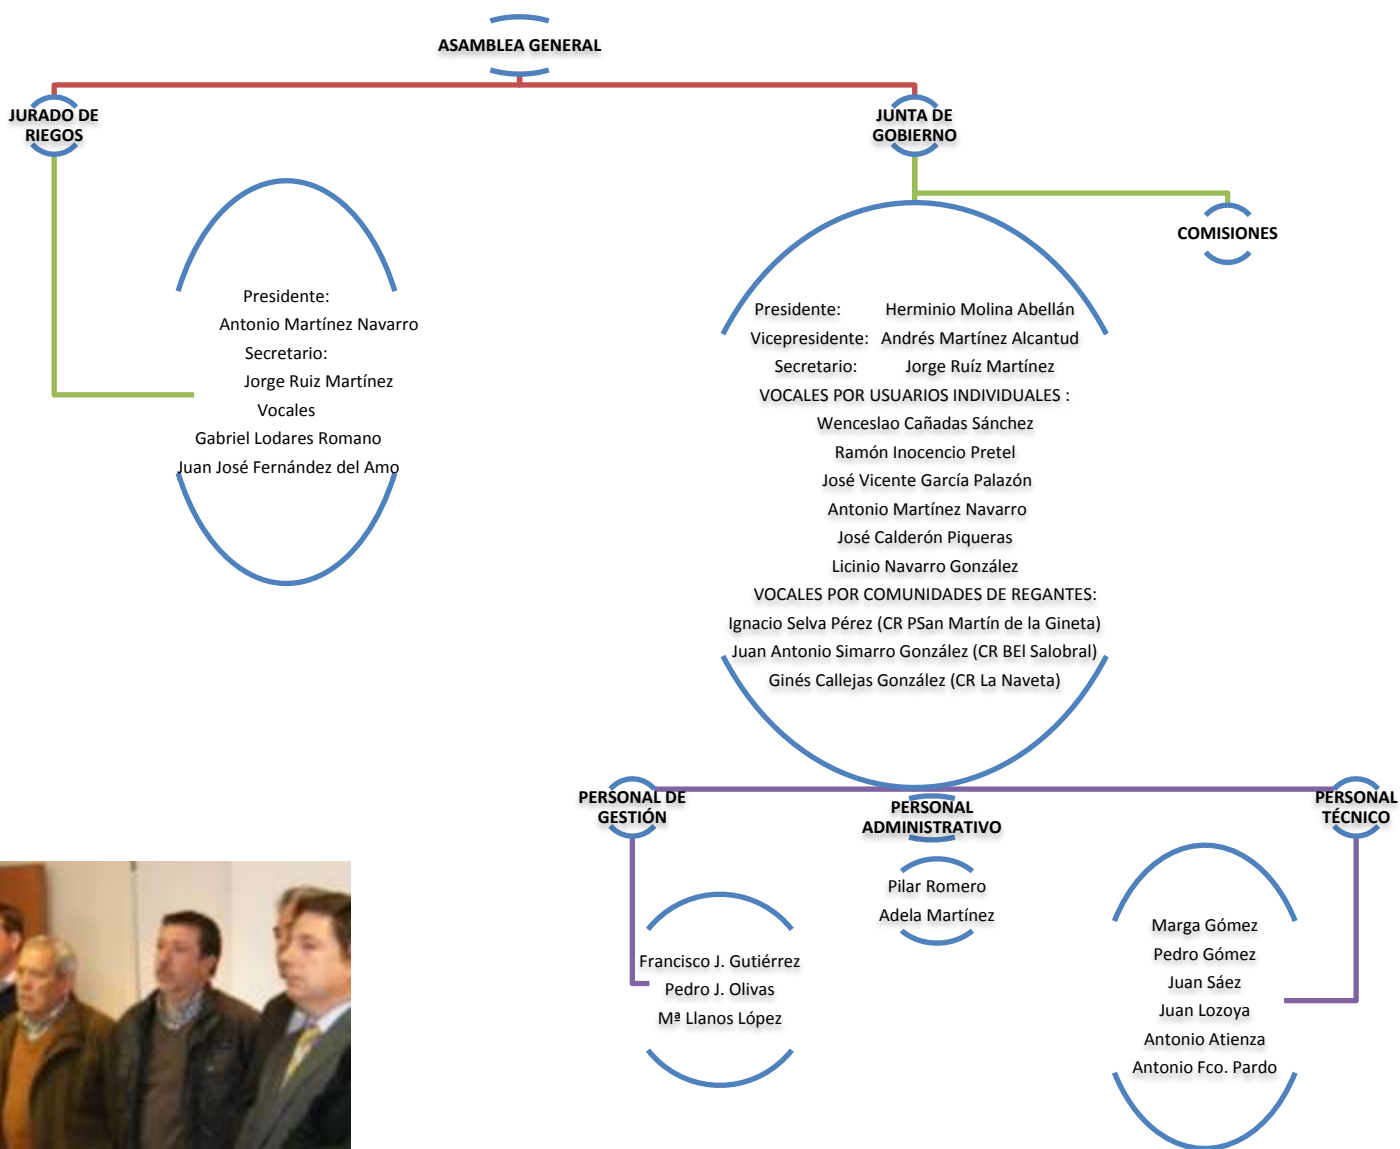 ASAMBLEA GENERAL
JURADO DE
RIEGOS
Presidente:
Antonio Martínez Navarro
Secretario:
Jorge Ruiz Martínez
Vocales
Gabriel Lodares Romano
Juan José Fernández del Amo
JUNTA DE
GOBIERNO
COMISIONES
Presidente: Herminio Molina Abellán
Vicepresidente: Andrés Martínez Alcantud
Secretario: Jorge Ruíz Martínez
VOCALES POR USUARIOS INDIVIDUALES :
Wenceslao Cañadas Sánchez
Ramón Inocencio Pretel
José Vicente García Palazón
Antonio Martínez Navarro
José Calderón Piqueras
Licinio Navarro González
VOCALES POR COMUNIDADES DE REGANTES:
Ignacio Selva Pérez (CR PSan Martín de la Gineta)
Juan Antonio Simarro González (CR BEl Salobral)
Ginés Callejas González (CR La Naveta)
PERSONAL DE
GESTIÓN
Francisco J. Gutiérrez
Pedro J. Olivas
Mª Llanos López
PERSONAL
ADMINISTRATIVO
Pilar Romero
Adela Martínez
PERSONAL
TÉCNICO
Marga Gómez
Pedro Gómez
Juan Sáez
Juan Lozoya
Antonio Atienza
Antonio Fco. Pardo